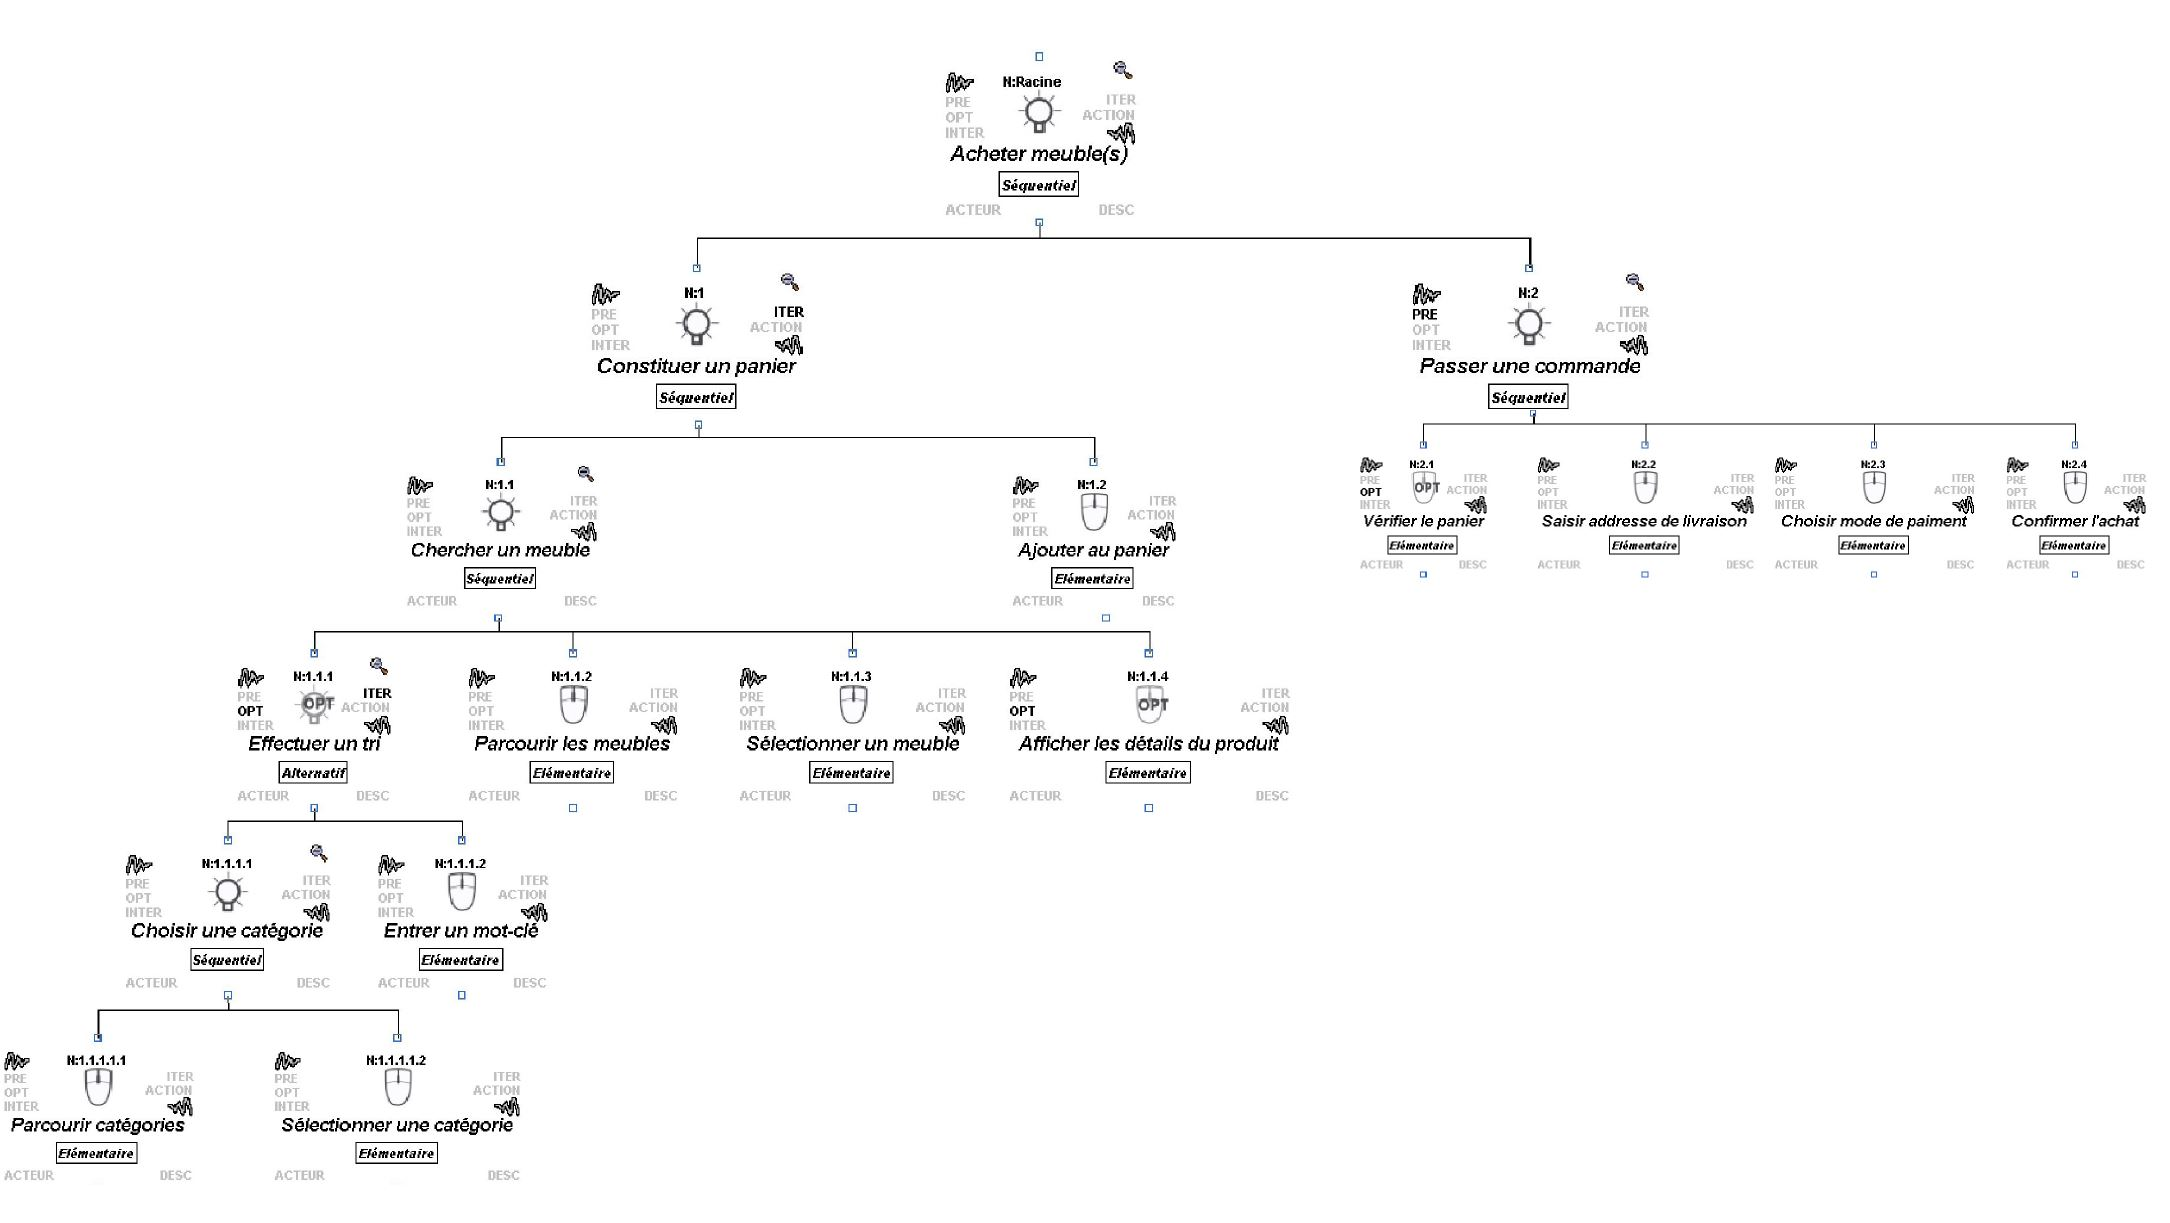 N:Racine
PRE
OPT
INTER
ITER
ACTION
Acheter meuble(s)
Séquentiel
ACTEUR DESC
N:1
PRE
OPT
INTER
ITER
ACTION
Constituer un panier
Séquentiel
N:2
PRE
OPT
INTER
ITER
ACTION
Passer une commande
Séquentiel
N:1.1
PRE
OPT
INTER
ITER
ACTION
Chercher un meuble
Séquentiel
ACTEUR DESC
N:1.2
PRE
OPT
INTER
ITER
ACTION
Ajouter au panier
Elémentaire
ACTEUR DESC
N:2.1
PRE
OPT
INTER
OPT
ITER
ACTION
Vérifier le panier
Elémentaire
ACTEUR DESC
N:2.2
PRE
OPT
INTER
ITER
ACTION
Saisir addresse de livraison
Elémentaire
ACTEUR DESC
N:2.3
PRE
OPT
INTER
ITER
ACTION
Choisir mode de paiment
Elémentaire
ACTEUR DESC
N:2.4
PRE
OPT
INTER
ITER
ACTION
Confirmer l'achat
Elémentaire
ACTEUR DESC
N:1.1.1
PRE
OPT
INTER
OPT
ITER
ACTION
Effectuer un tri
Alternatif
ACTEUR DESC
N:1.1.2
PRE
OPT
INTER
ITER
ACTION
Parcourir les meubles
Elémentaire
ACTEUR DESC
N:1.1.3
PRE
OPT
INTER
ITER
ACTION
Sélectionner un meuble
Elémentaire
ACTEUR DESC
N:1.1.4
PRE
OPT
INTER
OPT
ITER
ACTION
Afficher les détails du produit
Elémentaire
ACTEUR DESC
N:1.1.1.1
PRE
OPT
INTER
ITER
ACTION
Choisir une catégorie
Séquentiel
ACTEUR DESC
N:1.1.1.2
PRE
OPT
INTER
ITER
ACTION
Entrer un mot-clé
Elémentaire
ACTEUR DESC
N:1.1.1.1.1
PRE
OPT
INTER
ITER
ACTION
Parcourir catégories
Elémentaire
ACTEUR DESC
N:1.1.1.1.2
PRE
OPT
INTER
ITER
ACTION
Sélectionner une catégorie
Elémentaire
ACTEUR DESC